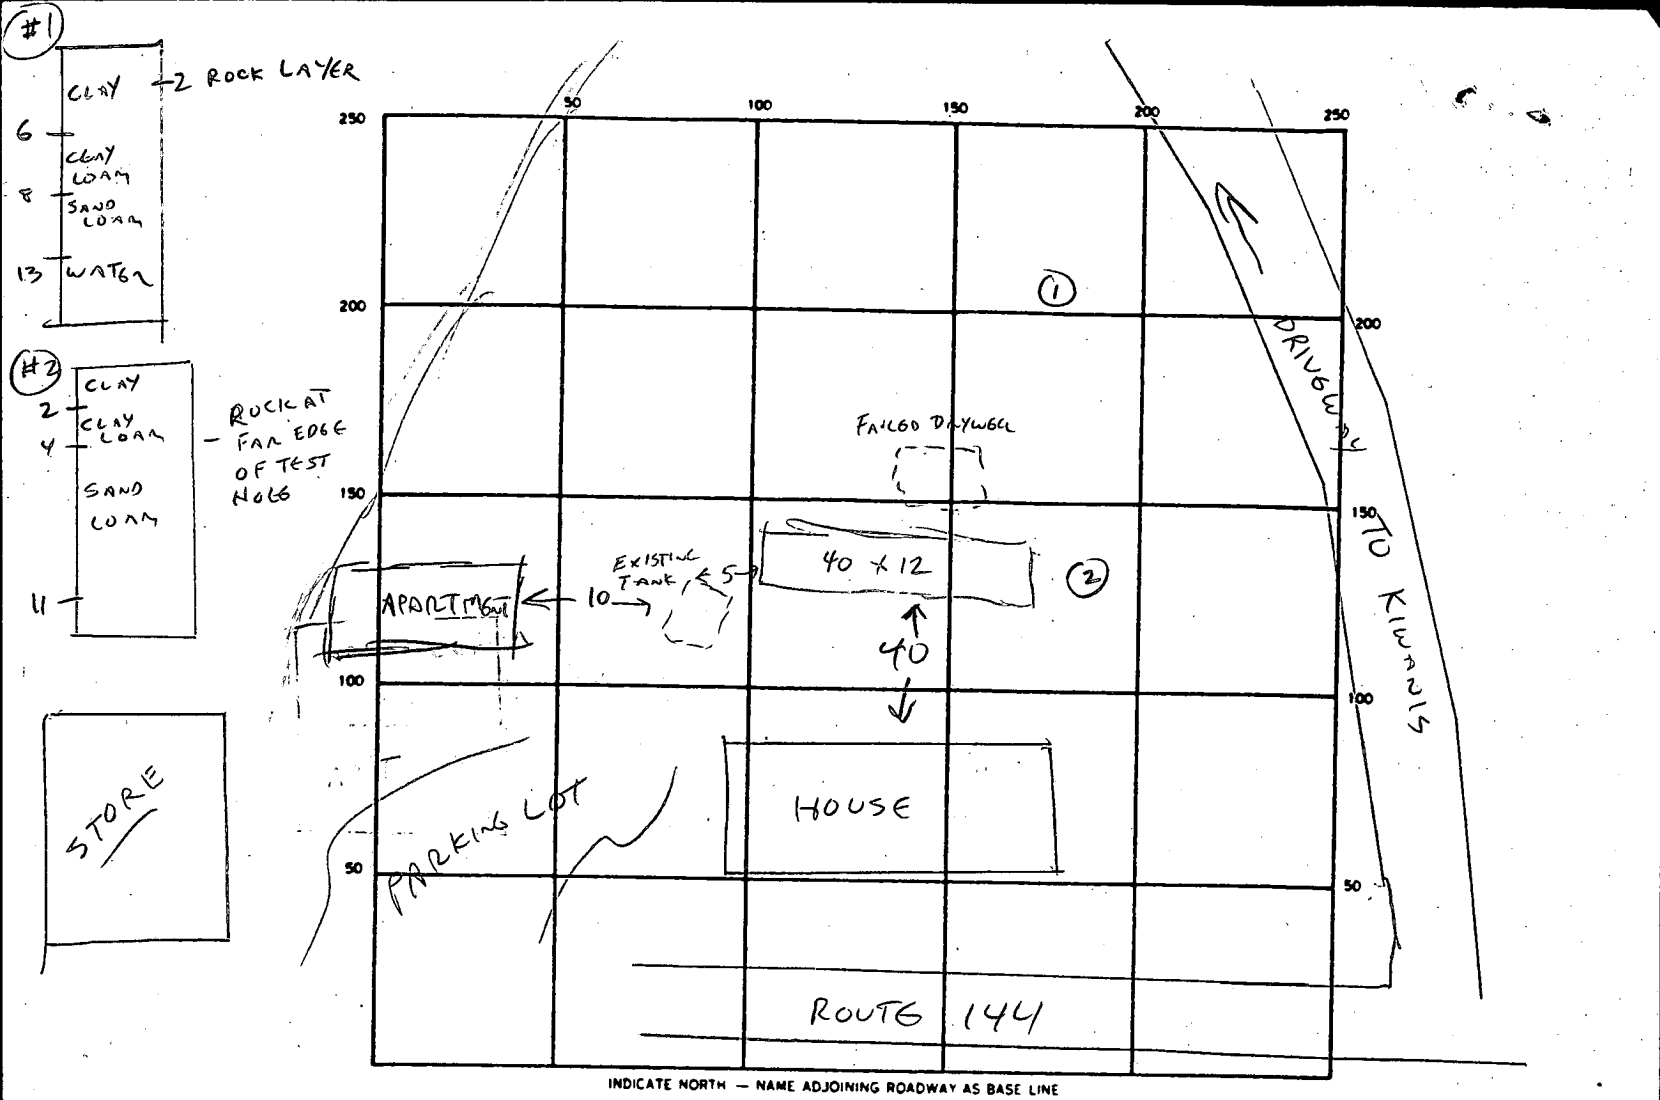 #1
CLAY
2 ROCK LAYER
6
CLAY
LOAM
8
SAND
LOAM
13
WATER
#2
CLAY
2
CLAY
LOAM
4
SAND
LOAM
11
ROCK AT
FAR EDGE
OF TEST
HOLE
STORE
50
100
150
200
250
250
200
150
100
50
200
150
100
50
1
DRIVEWAY TO KIWANIS
FAILED DRYWELL
EXISTING
TANK
5
40 x 12
2
APARTMENT
10
40
HOUSE
PARKING LOT
ROUTE 144
INDICATE NORTH — NAME ADJOINING ROADWAY AS BASE LINE